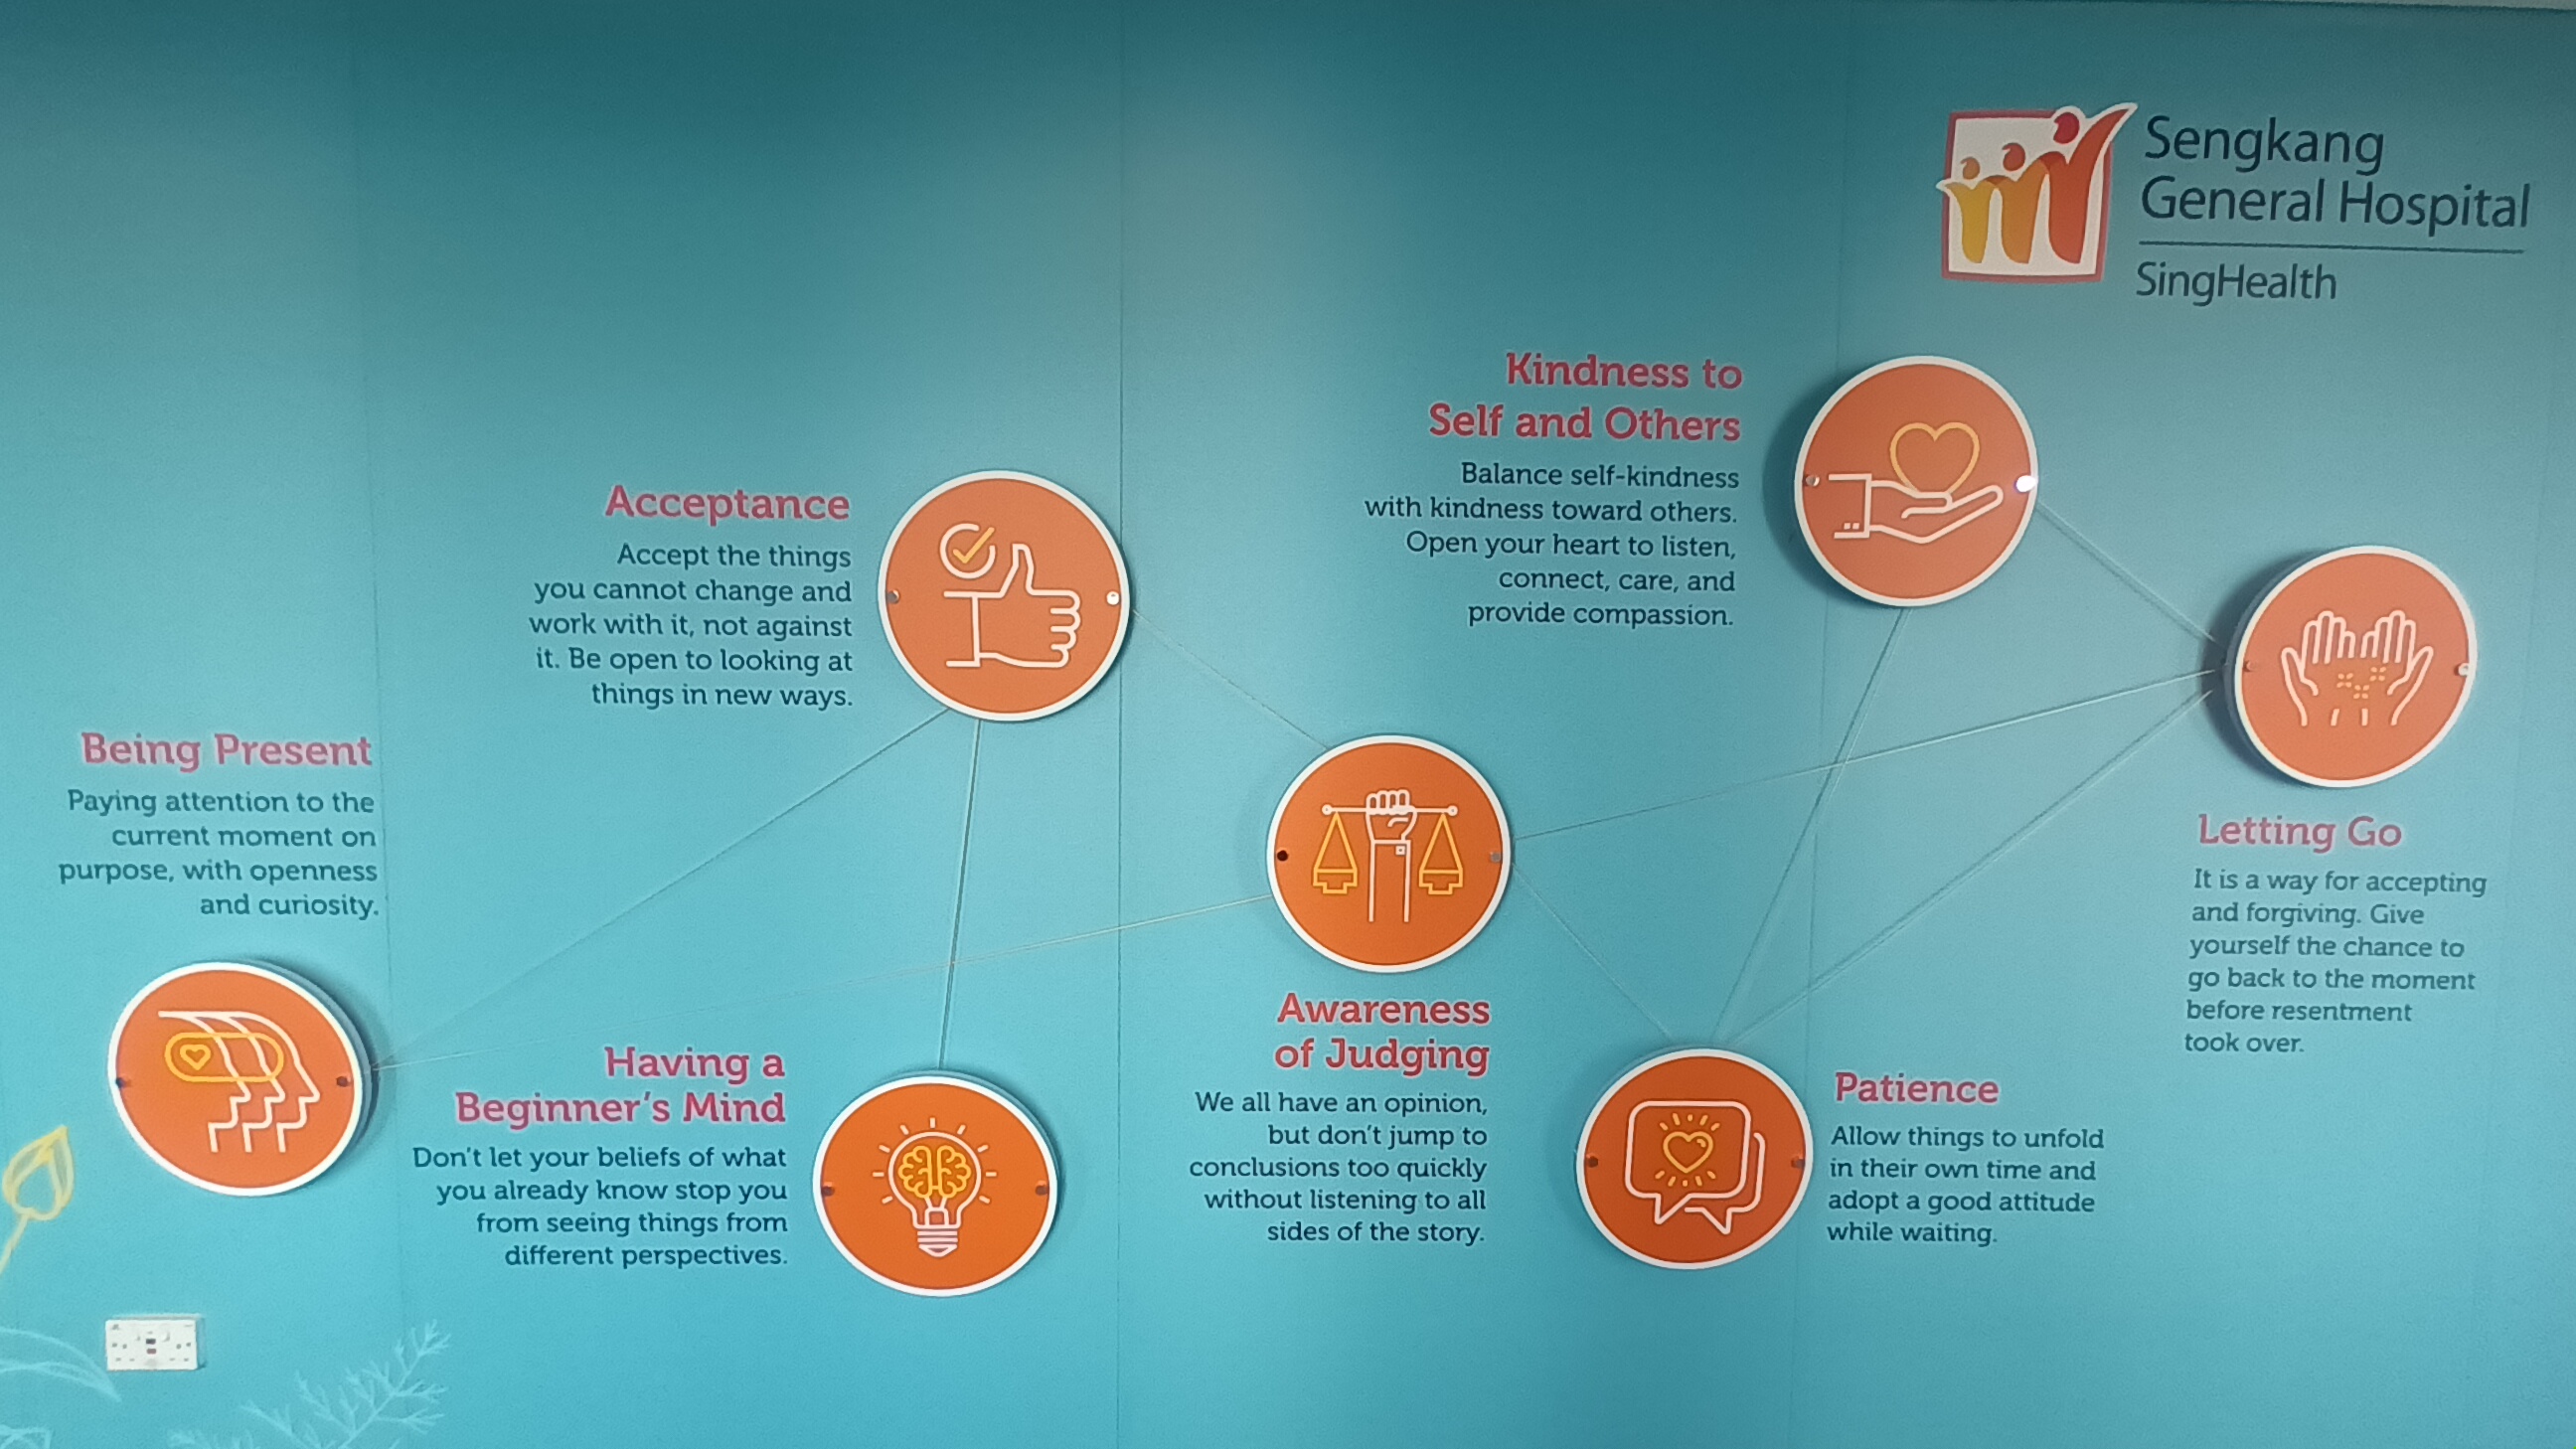 Sengkang
General Hospital
SingHealth
Being Present
Paying attention to the
current moment on
purpose, with openness
and curiosity.
Acceptance
Accept the things
you cannot change and
work with it, not against
it. Be open to looking at
things in new ways.
Having a
Beginner's Mind
Don't let your beliefs of what
you already know stop you
from seeing things from
different perspectives.
Awareness
of Judging
We all have an opinion,
but don't jump to
conclusions too quickly
without listening to all
sides of the story.
Kindness to
Self and Others
Balance self-kindness
with kindness toward others.
Open your heart to listen,
connect, care, and
provide compassion.
Patience
Allow things to unfold
in their own time and
adopt a good attitude
while waiting.
Letting Go
It is a way for accepting
and forgiving. Give
yourself the chance to
go back to the moment
before resentment
took over.